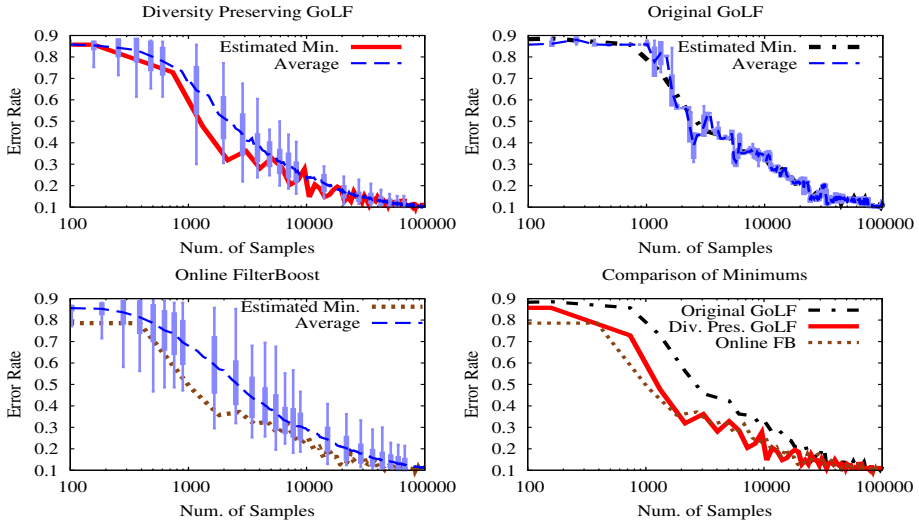 Diversity Preserving GoLF
Error Rate
0.9
0.8
0.7
0.6
0.5
0.4
0.3
0.2
0.1
Estimated Min.
Average
100 1000 10000 100000
Num. of Samples
Original GoLF
Error Rate
0.9
0.8
0.7
0.6
0.5
0.4
0.3
0.2
0.1
Estimated Min.
Average
100 1000 10000 100000
Num. of Samples
Online FilterBoost
Error Rate
0.9
0.8
0.7
0.6
0.5
0.4
0.3
0.2
0.1
Estimated Min.
Average
100 1000 10000 100000
Num. of Samples
Comparison of Minimums
Error Rate
0.9
0.8
0.7
0.6
0.5
0.4
0.3
0.2
0.1
Original GoLF
Div. Pres. GoLF
Online FB
100 1000 10000 100000
Num. of Samples